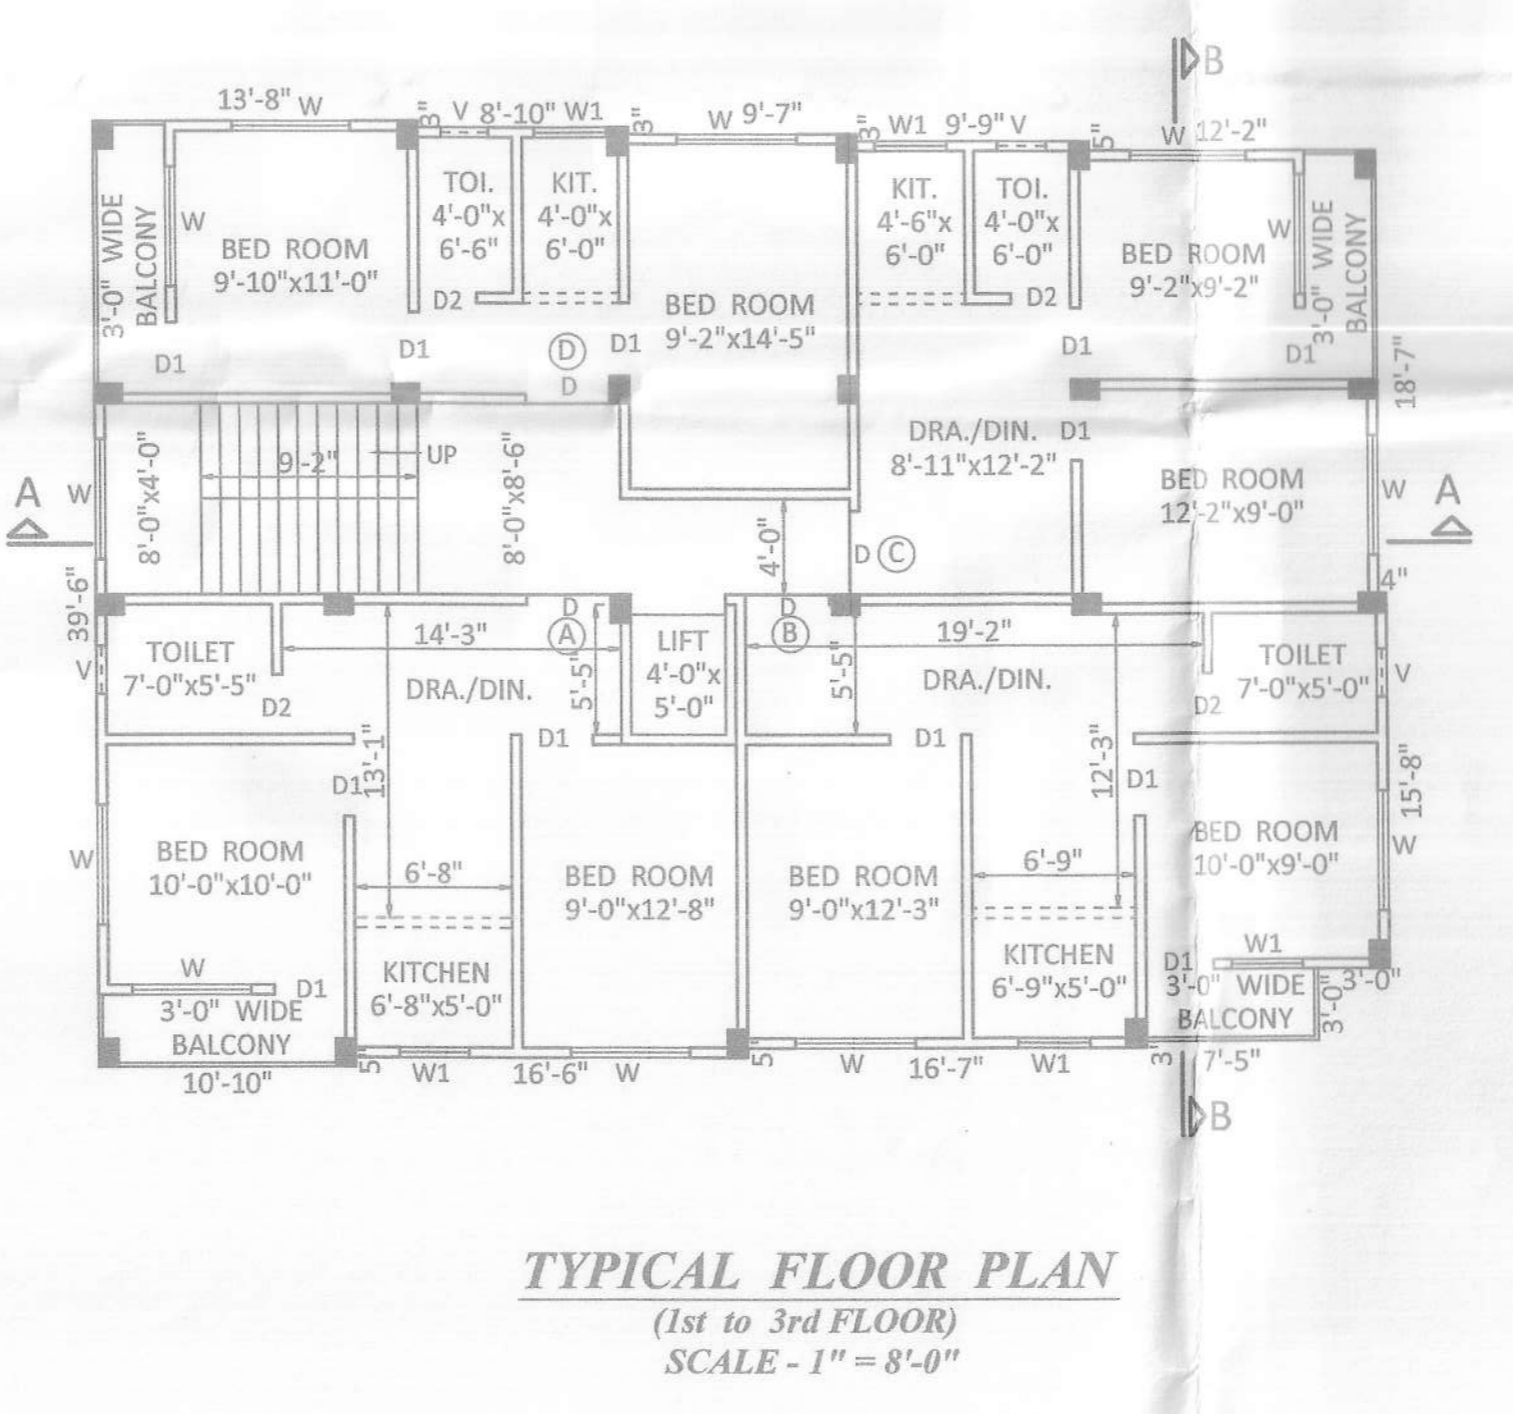 B
13'-8" W
3"
V 8'-10" W1
3"
W 9'-7"
3"
W1 9'-9" V
5"
W 12'-2"
3'-0" WIDE
BALCONY
W
BED ROOM
9'-10"x11'-0"
TOI.
4'-0"x
6'-6"
KIT.
4'-0"x
6'-0"
BED ROOM
9'-2"x14'-5"
KIT.
4'-6"x
6'-0"
TOI.
4'-0"x
6'-0"
BED ROOM
9'-2"x9'-2"
W
3'-0" WIDE
BALCONY
D2
D2
D1
D1
D
D
D1
D1
D1
18'-7"
A
W
8'-0"x4'-0"
9'-2"
UP
8'-0"x8'-6"
DRA./DIN.
8'-11"x12'-2"
D1
BED ROOM
12'-2"x9'-0"
W
A
4'-0"
D C
4"
39'-6"
TOILET
7'-0"x5'-5"
V
D2
14'-3"
D
A
5'-5"
DRA./DIN.
LIFT
4'-0"x
5'-0"
D
B
5'-5"
19'-2"
DRA./DIN.
TOILET
7'-0"x5'-0"
V
D2
D1
13'-1"
D1
D1
12'-3"
D1
15'-8"
W
BED ROOM
10'-0"x10'-0"
6'-8"
BED ROOM
9'-0"x12'-8"
BED ROOM
9'-0"x12'-3"
6'-9"
BED ROOM
10'-0"x9'-0"
W
W
D1
3'-0" WIDE
BALCONY
KITCHEN
6'-8"x5'-0"
KITCHEN
6'-9"x5'-0"
W1
D1
3'-0" WIDE
BALCONY
3'-0"
3'-0"
10'-10"
5"
W1
16'-6" W
5"
W
16'-7"
W1
3"
7'-5"
B
TYPICAL FLOOR PLAN
(1st to 3rd FLOOR)
SCALE - 1" = 8'-0"